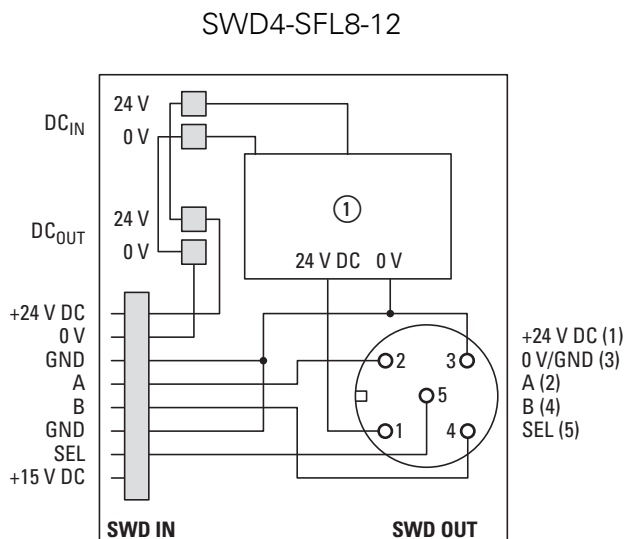 SWD4-SFL8-12
DC_IN
24 V
0 V
①
DC_OUT
24 V
0 V
24 V DC 0 V
+24 V DC
0 V
GND
A
B
GND
SEL
+15 V DC
2
3
5
1
4
+24 V DC (1)
0 V/GND (3)
A (2)
B (4)
SEL (5)
SWD IN
SWD OUT